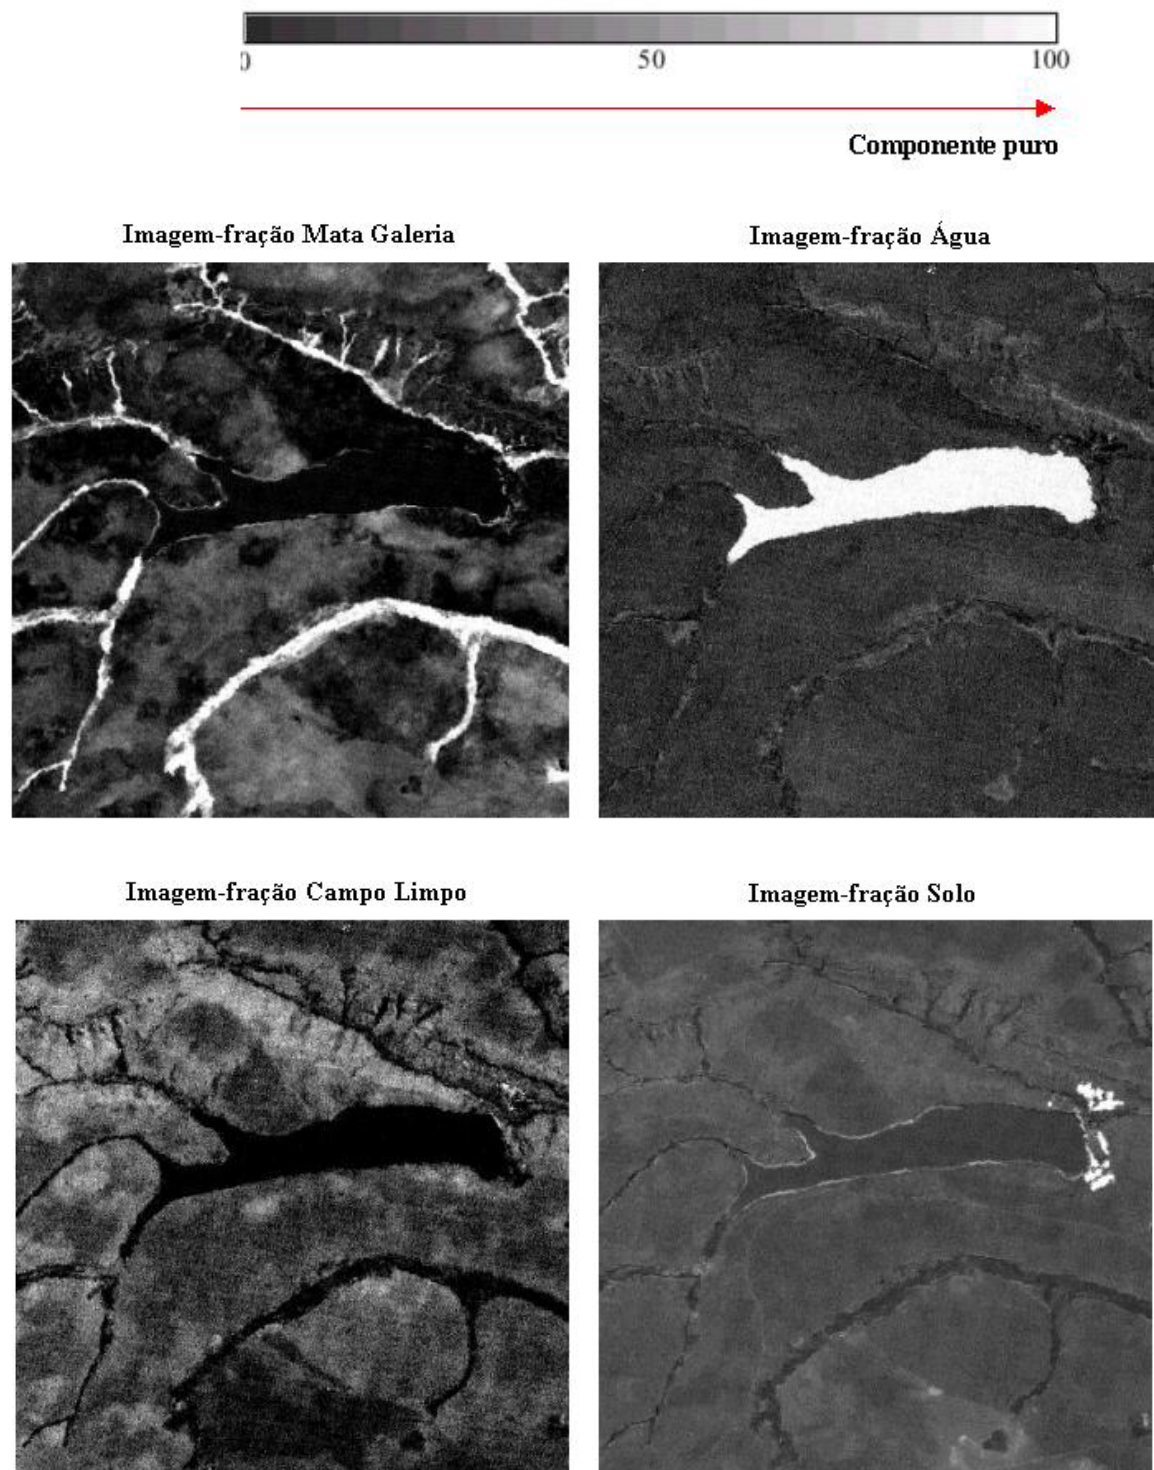 0 50 100
Componente puro
Imagem-fração Mata Galeria
Imagem-fração Água
Imagem-fração Campo Limpo
Imagem-fração Solo